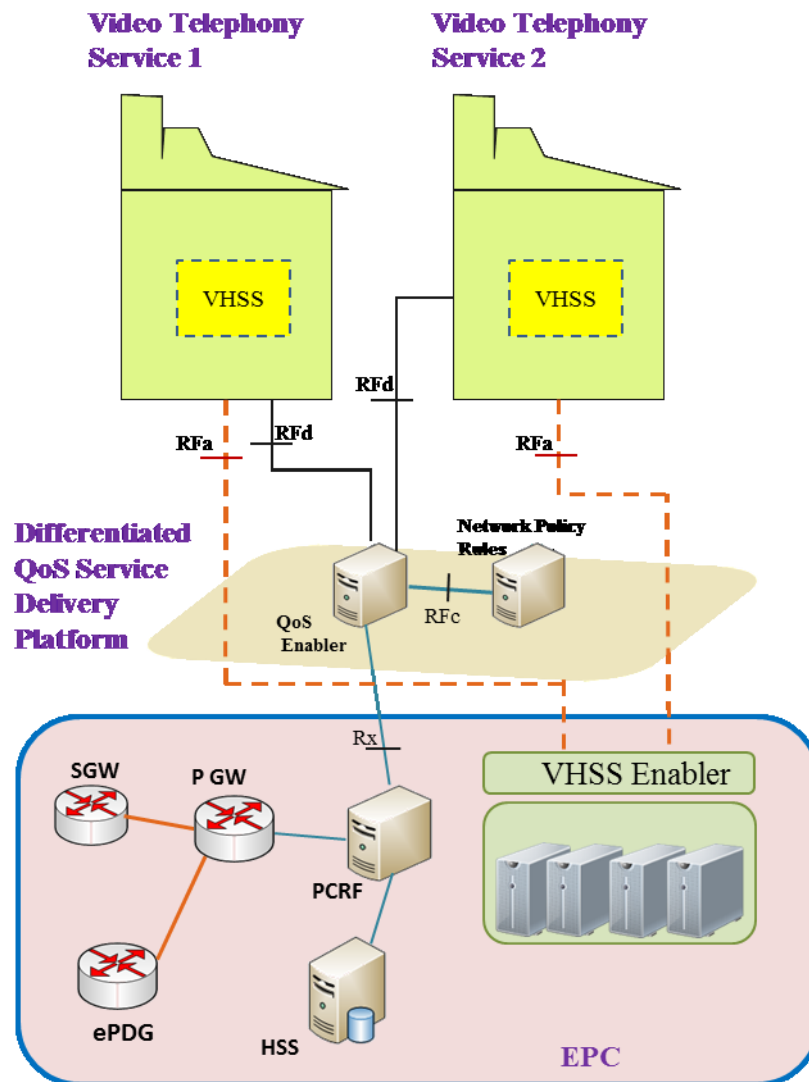 Video Telephony
Service 1
Video Telephony
Service 2
VHSS
VHSS
RFd
RFa
RFd
RFa
Differentiated
QoS Service
Delivery
Platform
Network Policy
Rules
QoS
Enabler
RFc
Rx
SGW
P GW
VHSS Enabler
PCRF
ePDG
HSS
EPC